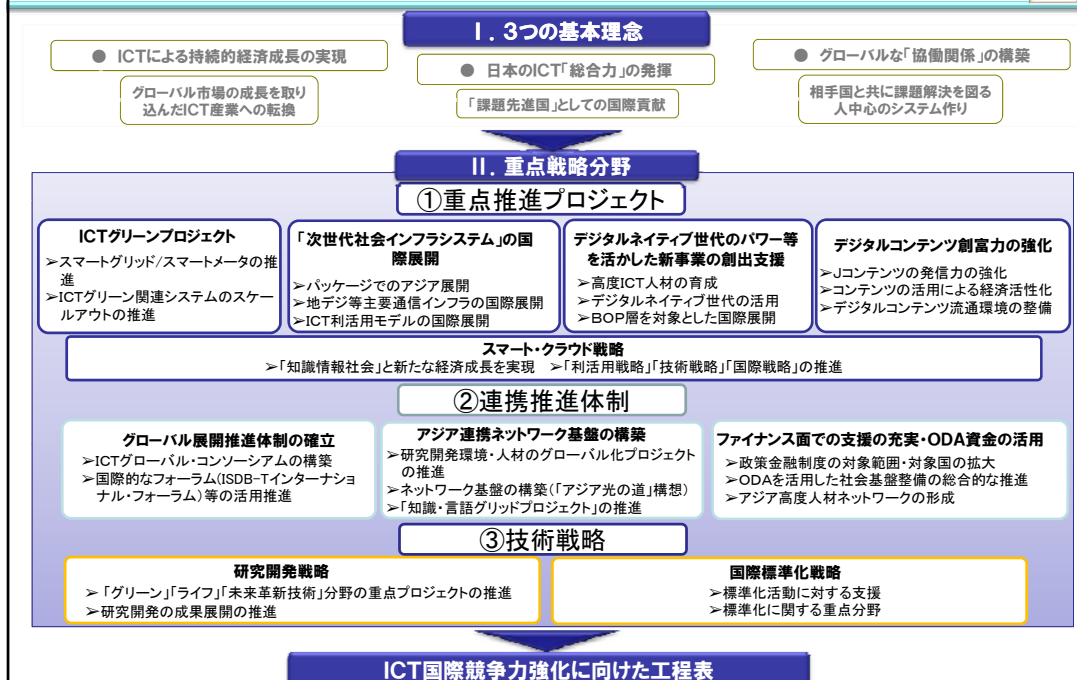 Ⅰ．3つの基本理念
● ICTによる持続的経済成長の実現
グローバル市場の成長を取り
込んだICT産業への転換
● 日本のICT「総合力」の発揮
「課題先進国」としての国際貢献
● グローバルな「協働関係」の構築
相手国と共に課題解決を図る
人中心のシステム作り
Ⅱ．重点戦略分野
①重点推進プロジェクト
ICTグリーンプロジェクト
➢スマートグリッド/スマートメータの推
進
➢ICTグリーン関連システムのスケー
ルアウトの推進
「次世代社会インフラシステム」の国
際展開
➢パッケージでのアジア展開
➢地デジ等主要通信インフラの国際展開
➢ICT利活用モデルの国際展開
デジタルネイティブ世代のパワー等
を活かした新事業の創出支援
➢高度ICT人材の育成
➢デジタルネイティブ世代の活用
➢BOP層を対象とした国際展開
デジタルコンテンツ創富力の強化
➢Jコンテンツの発信力の強化
➢コンテンツの活用による経済活性化
➢デジタルコンテンツ流通環境の整備
スマート・クラウド戦略
➢「知識情報社会」と新たな経済成長を実現 ➢「利活用戦略」「技術戦略」「国際戦略」の推進
②連携推進体制
グローバル展開推進体制の確立
➢ICTグローバル・コンソーシアムの構築
➢国際的なフォーラム(ISDB-Tインターナショ
ナル・フォーラム)等の活用推進
アジア連携ネットワーク基盤の構築
➢研究開発環境・人材のグローバル化プロジェクト
の推進
➢ネットワーク基盤の構築(「アジア光の道」構想)
➢「知識・言語グリッドプロジェクト」の推進
ファイナンス面での支援の充実・ODA資金の活用
➢政策金融制度の対象範囲・対象国の拡大
➢ODAを活用した社会基盤整備の総合的な推進
➢アジア高度人材ネットワークの形成
③技術戦略
研究開発戦略
➢「グリーン」「ライフ」「未来革新技術」分野の重点プロジェクトの推進
➢研究開発の成果展開の推進
国際標準化戦略
➢標準化活動に対する支援
➢標準化に関する重点分野
ICT国際競争力強化に向けた工程表